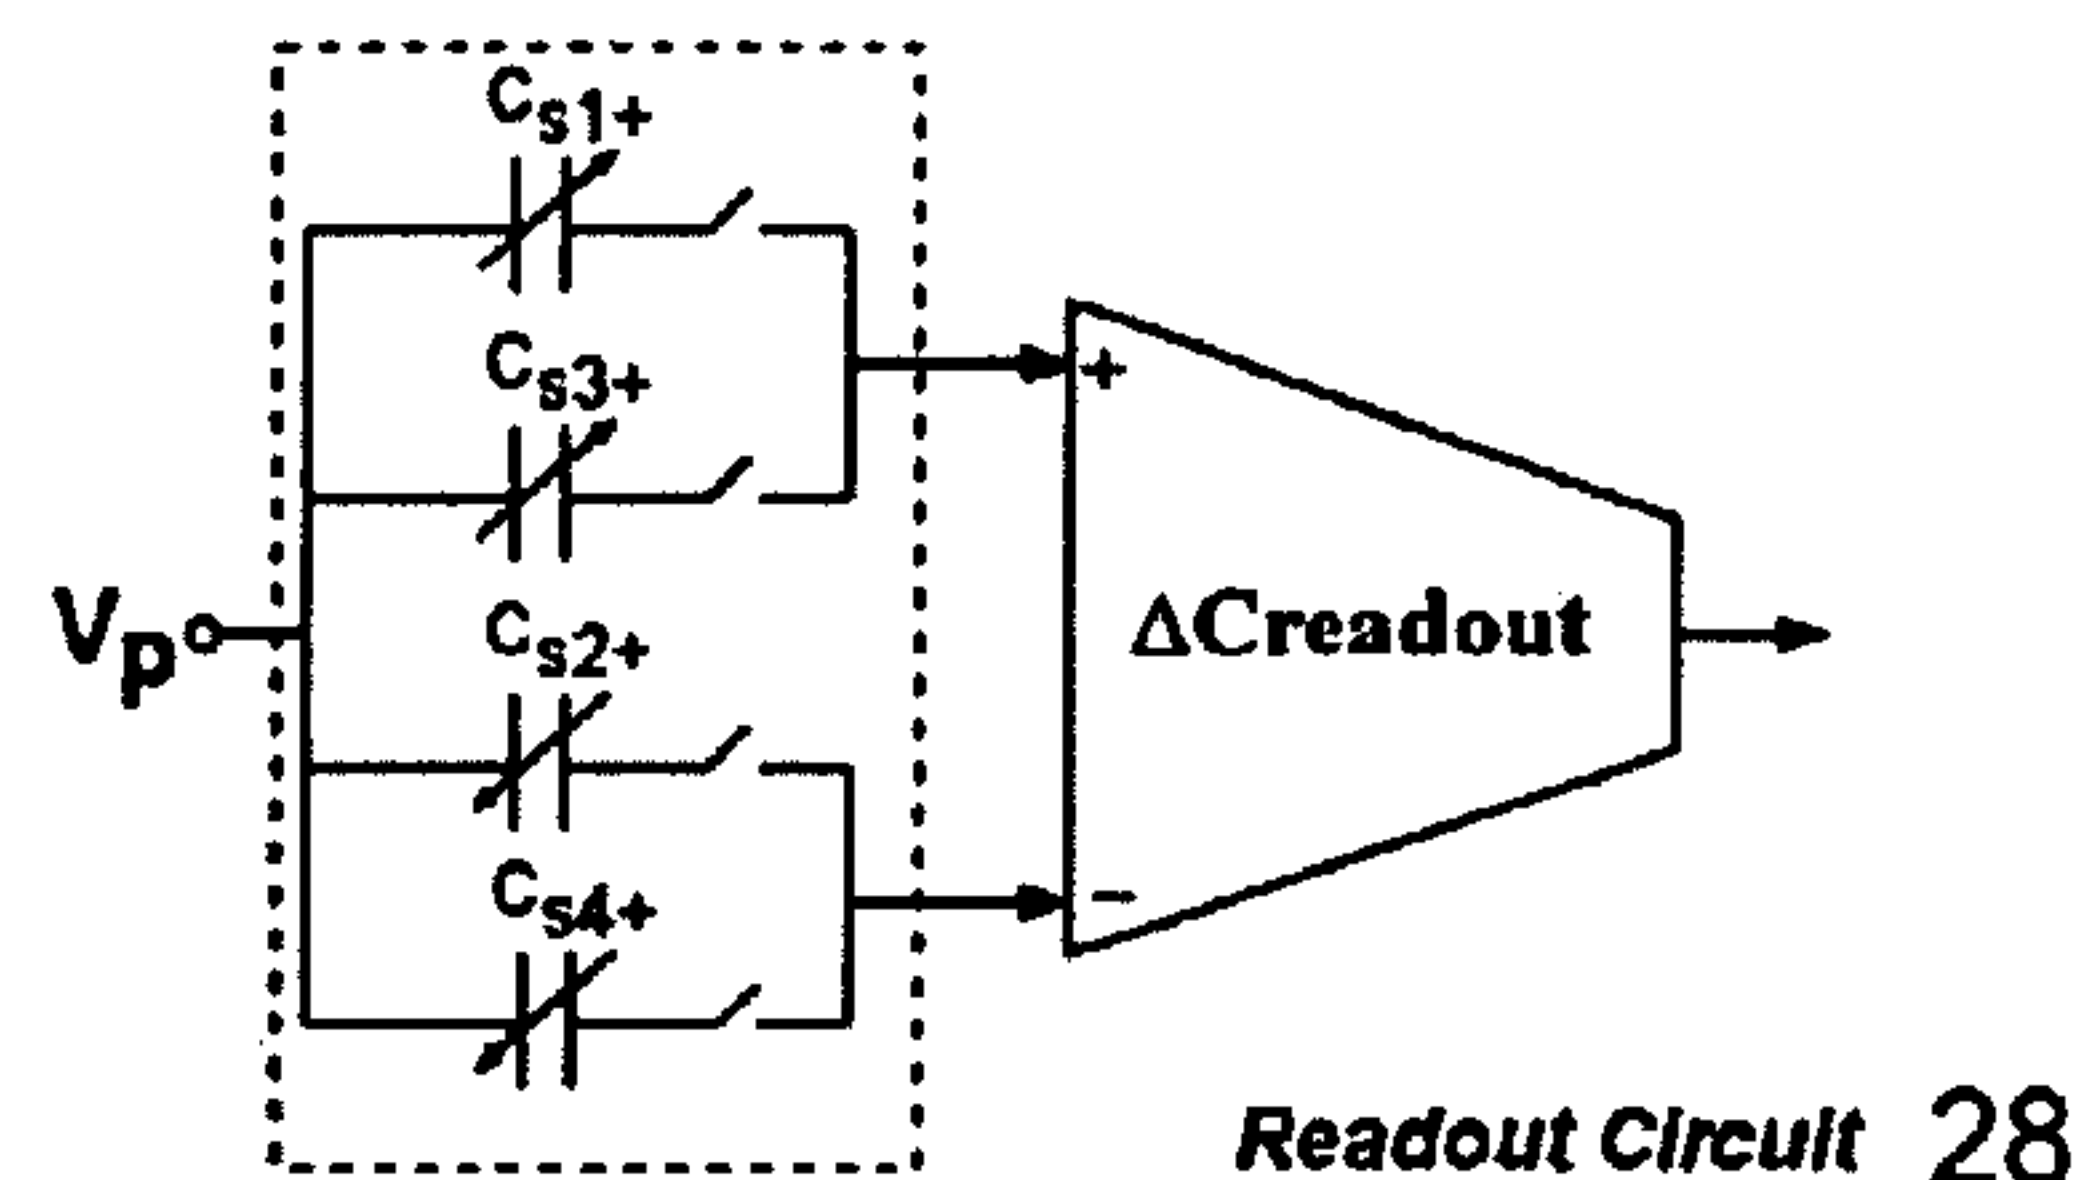 Cs1+
Cs3+
+
Vp
Cs2+
ΔCreadout
Cs4+
−
Readout Circuit 28